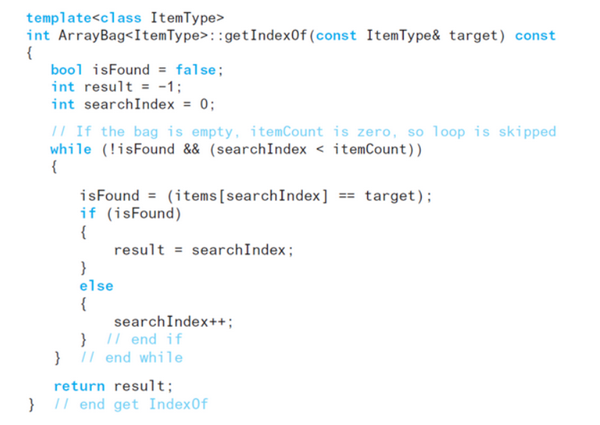 template<class ItemType>
int ArrayBag<ItemType>::getIndexOf(const ItemType& target) const
{
bool isFound = false;
int result = -1;
int searchIndex = 0;
// If the bag is empty, itemCount is zero, so loop is skipped
while (!isFound && (searchIndex < itemCount))
{
isFound = (items[searchIndex] == target);
if (isFound)
{
result = searchIndex;
}
else
{
searchIndex++;
} // end if
} // end while
return result;
} // end get IndexOf